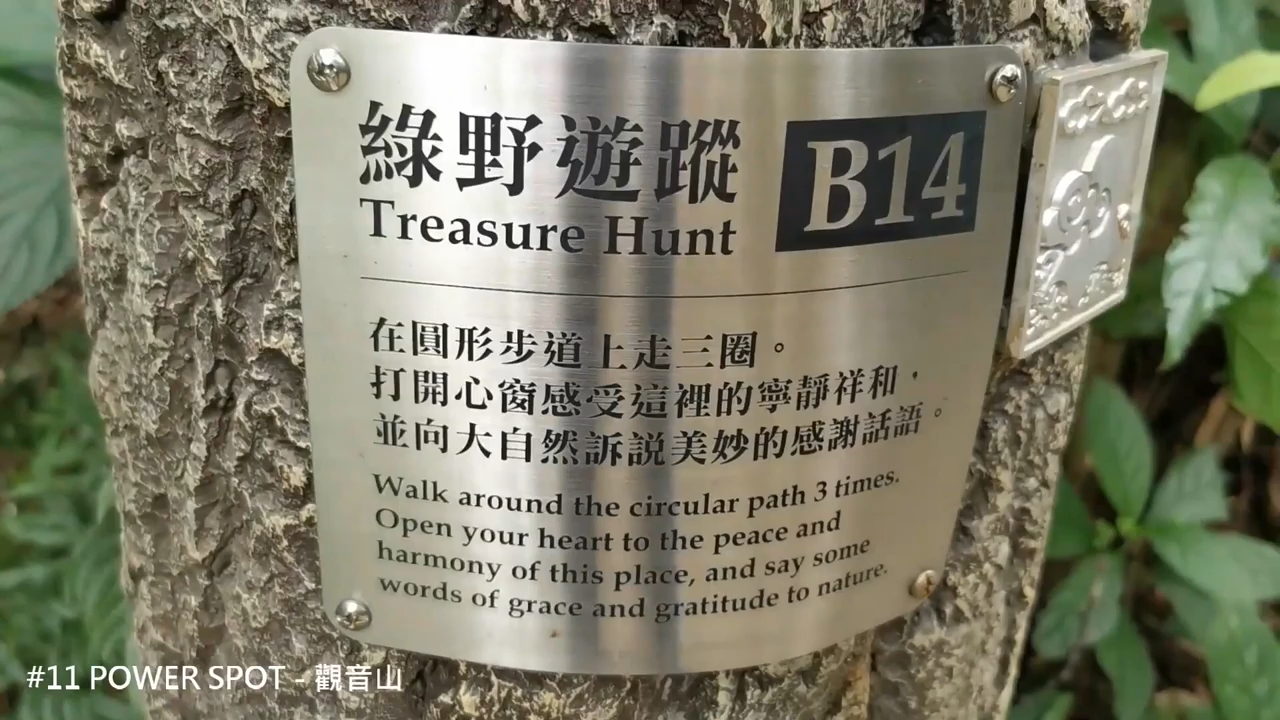 綠野遊蹤
Treasure Hunt
B14
在圓形步道上走三圈。
打開心窗感受這裡的寧靜祥和，
並向大自然訴説美妙的感謝話語。
Walk around the circular path 3 times.
Open your heart to the peace and
harmony of this place, and say some
words of grace and gratitude to nature.
#11 POWER SPOT - 觀音山